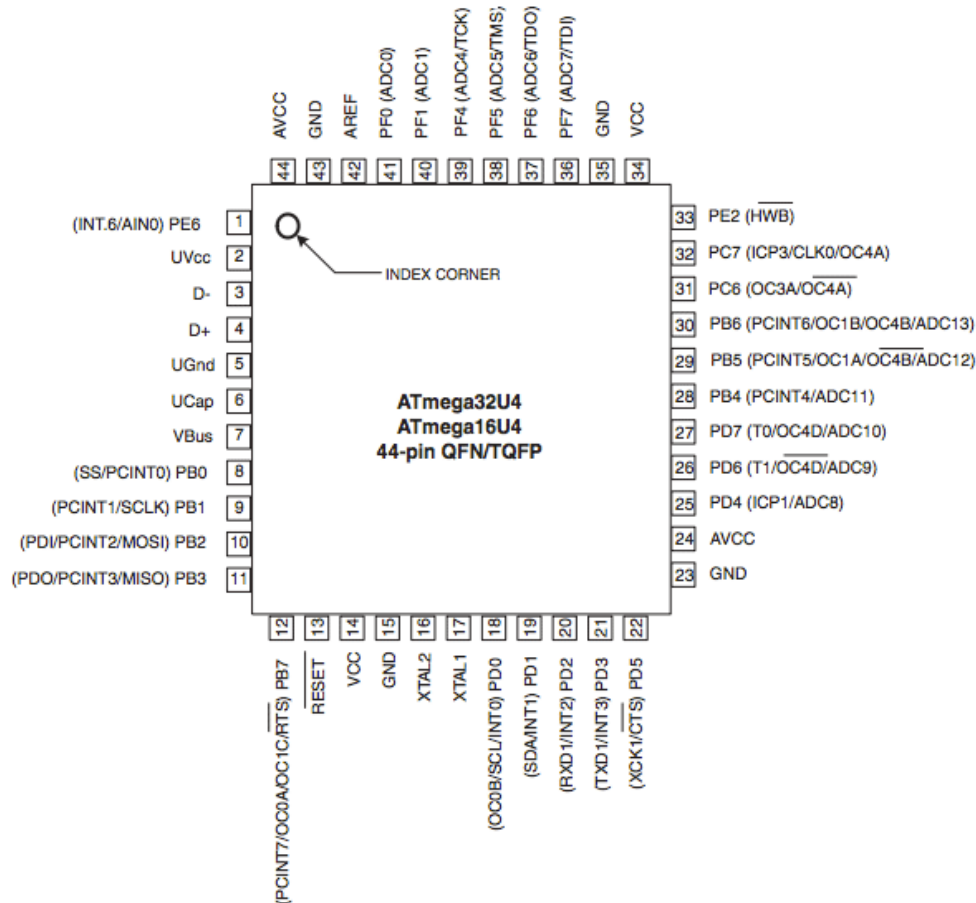 AVCC
GND
AREF
PF0 (ADC0)
PF1 (ADC1)
PF4 (ADC4/TCK)
PF5 (ADC5/TMS)
PF6 (ADC6/TDO)
PF7 (ADC7/TDI)
GND
VCC
44
43
42
41
40
39
38
37
36
35
34
(INT.6/AIN0) PE6 1
UVcc 2
D- 3
D+ 4
UGnd 5
UCap 6
VBus 7
(SS/PCINT0) PB0 8
(PCINT1/SCLK) PB1 9
(PDI/PCINT2/MOSI) PB2 10
(PDO/PCINT3/MISO) PB3 11
INDEX CORNER
ATmega32U4
ATmega16U4
44-pin QFN/TQFP
33 PE2 (HWB)
32 PC7 (ICP3/CLK0/OC4A)
31 PC6 (OC3A/OC4A)
30 PB6 (PCINT6/OC1B/OC4B/ADC13)
29 PB5 (PCINT5/OC1A/OC4B/ADC12)
28 PB4 (PCINT4/ADC11)
27 PD7 (T0/OC4D/ADC10)
26 PD6 (T1/OC4D/ADC9)
25 PD4 (ICP1/ADC8)
24 AVCC
23 GND
12
13
14
15
16
17
18
19
20
21
22
(PCINT7/OC0A/OC1C/RTS) PB7
RESET
VCC
GND
XTAL2
XTAL1
(OC0B/SCL/INT0) PD0
(SDA/INT1) PD1
(RXD1/INT2) PD2
(TXD1/INT3) PD3
(XCK1/CTS) PD5